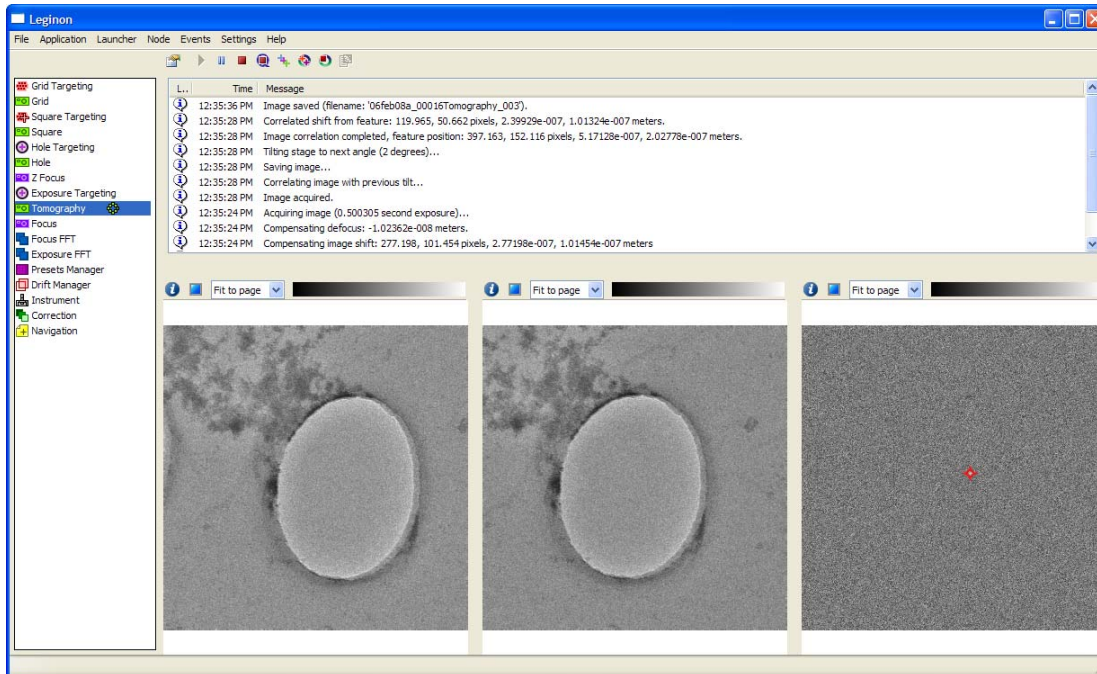 Leginon
File Application Launcher Node Events Settings Help
Grid Targeting
Grid
Square Targeting
Square
Hole Targeting
Hole
Z Focus
Exposure Targeting
Tomography
Focus
Focus FFT
Exposure FFT
Presets Manager
Drift Manager
Instrument
Correction
Navigation
L.. Time Message
12:35:36 PM Image saved (filename: '06feb08a_00016Tomography_003').
12:35:28 PM Correlated shift from feature: 119.965, 50.662 pixels, 2.39929e-007, 1.01324e-007 meters.
12:35:28 PM Image correlation completed, feature position: 397.163, 152.116 pixels, 5.17128e-007, 2.02778e-007 meters.
12:35:28 PM Tilting stage to next angle (2 degrees)...
12:35:28 PM Saving image...
12:35:28 PM Correlating image with previous tilt...
12:35:28 PM Image acquired.
12:35:24 PM Acquiring image (0.500305 second exposure)...
12:35:24 PM Compensating defocus: -1.02362e-008 meters.
12:35:24 PM Compensating image shift: 277.198, 101.454 pixels, 2.77198e-007, 1.01454e-007 meters
Fit to page Fit to page Fit to page